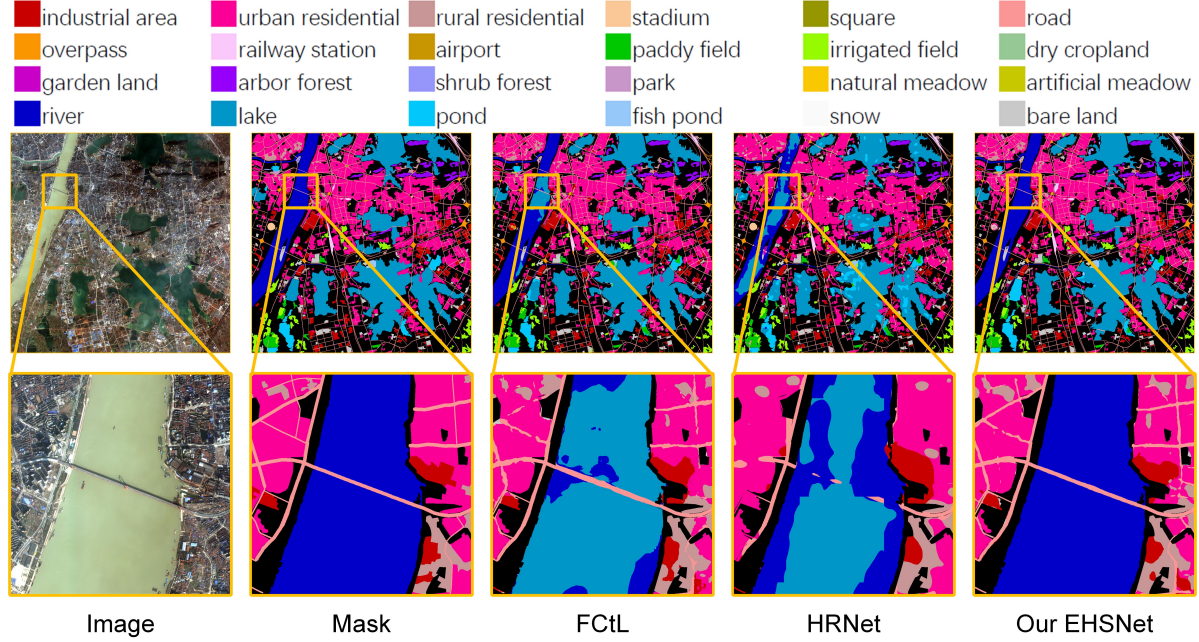 industrial area urban residential rural residential stadium square road
overpass railway station airport paddy field irrigated field dry cropland
garden land arbor forest shrub forest park natural meadow artificial meadow
river lake pond fish pond snow bare land
Image Mask FCtL HRNet Our EHSNet